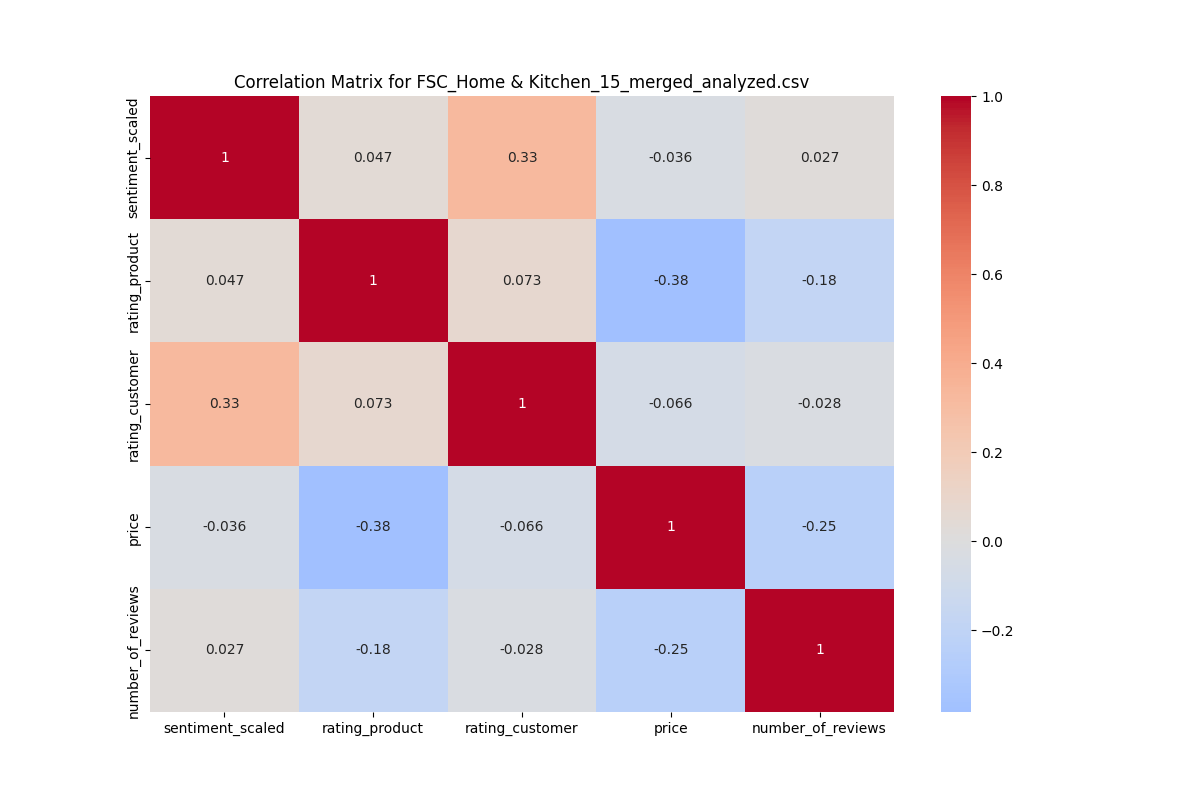 Correlation Matrix for FSC_Home & Kitchen_15_merged_analyzed.csv
sentiment_scaled
1
0.047
0.33
-0.036
0.027
rating_product
0.047
1
0.073
-0.38
-0.18
rating_customer
0.33
0.073
1
-0.066
-0.028
price
-0.036
-0.38
-0.066
1
-0.25
number_of_reviews
0.027
-0.18
-0.028
-0.25
1
sentiment_scaled
rating_product
rating_customer
price
number_of_reviews
1.0
0.8
0.6
0.4
0.2
0.0
−0.2